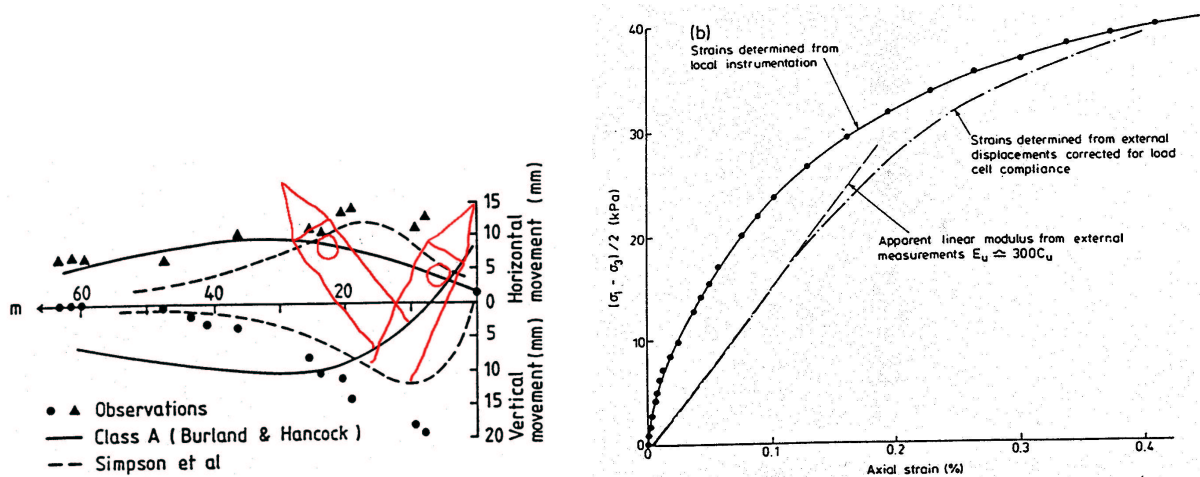 15
10
5
0
5
10
15
20
Horizontal
movement (mm)
Vertical
movement (mm)
m
60
40
20
0
● ▲ Observations
Class A (Burland & Hancock)
Simpson et al
(b)
Strains determined from
local instrumentation
Strains determined from external
displacements corrected for load
cell compliance
Apparent linear modulus from external
measurements Eu ≏ 300Cu
40
30
20
10
0
(σ1 - σ3)/2 (kPa)
0
0.1
0.2
0.3
0.4
Axial strain (%)